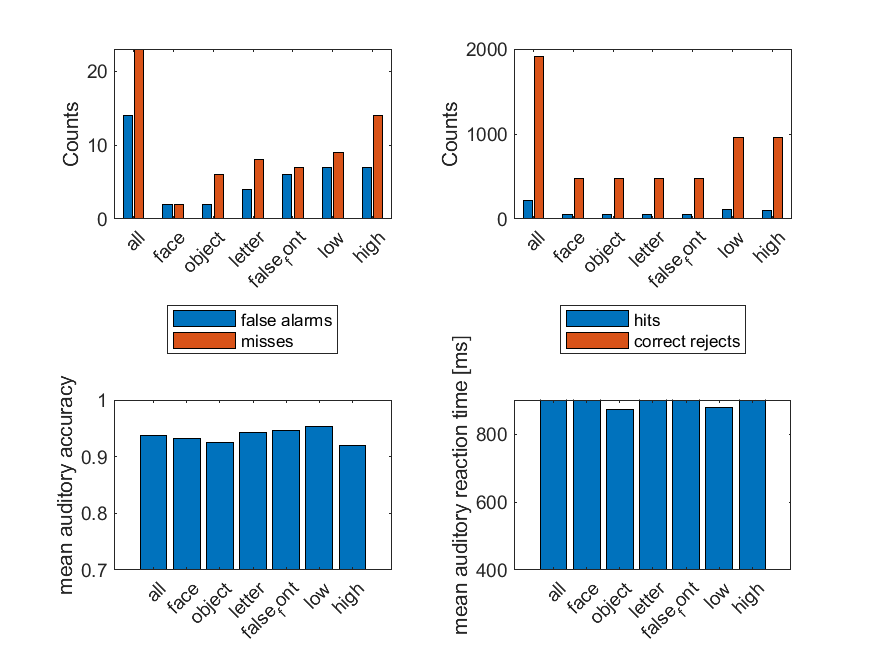 Counts
20
10
0
all
face
object
letter
false_font
low
high
false alarms
misses
Counts
2000
1000
0
all
face
object
letter
false_font
low
high
hits
correct rejects
mean auditory accuracy
1
0.9
0.8
0.7
all
face
object
letter
false_font
low
high
mean auditory reaction time [ms]
800
600
400
all
face
object
letter
false_font
low
high